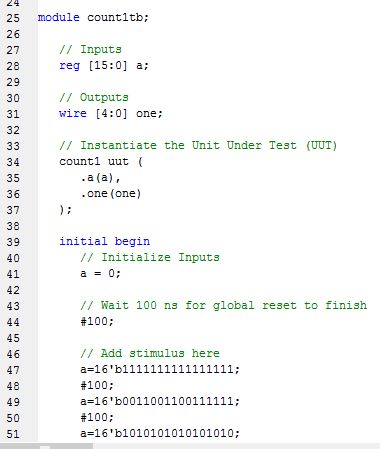 24
25 module count1tb;
26
27 // Inputs
28 reg [15:0] a;
29
30 // Outputs
31 wire [4:0] one;
32
33 // Instantiate the Unit Under Test (UUT)
34 count1 uut (
35 .a(a),
36 .one(one)
37 );
38
39 initial begin
40 // Initialize Inputs
41 a = 0;
42
43 // Wait 100 ns for global reset to finish
44 #100;
45
46 // Add stimulus here
47 a=16'b1111111111111111;
48 #100;
49 a=16'b0011001100111111;
50 #100;
51 a=16'b1010101010101010;